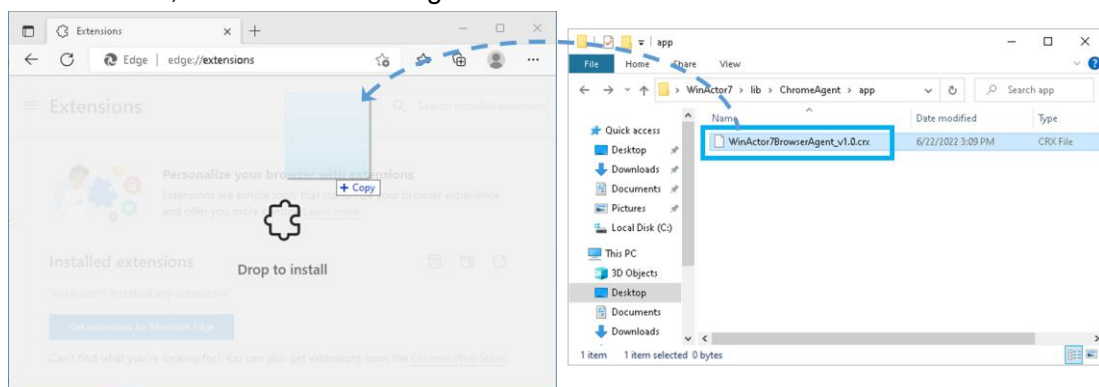 Extensions
Edge | edge://extensions
Extensions
Search installed extension
Personalize your browser with extensions
Extensions are simple tools that customize your browser experience
and offer you more control. Learn more
+ Copy
Drop to install
Installed extensions
You haven't installed any extensions
Get extensions for Microsoft Edge
Can't find what you're looking for? You can also get extensions from the Chrome Web Store.
app
File Home Share View
WinActor7 > lib > ChromeAgent > app
Search app
Name Date modified Type
WinActor7BrowserAgent_v1.0.crx 6/22/2022 3:09 PM CRX File
Quick access
Desktop
Downloads
Documents
Pictures
Local Disk (C:)
This PC
3D Objects
Desktop
Documents
Downloads
1 item 1 item selected 0 bytes